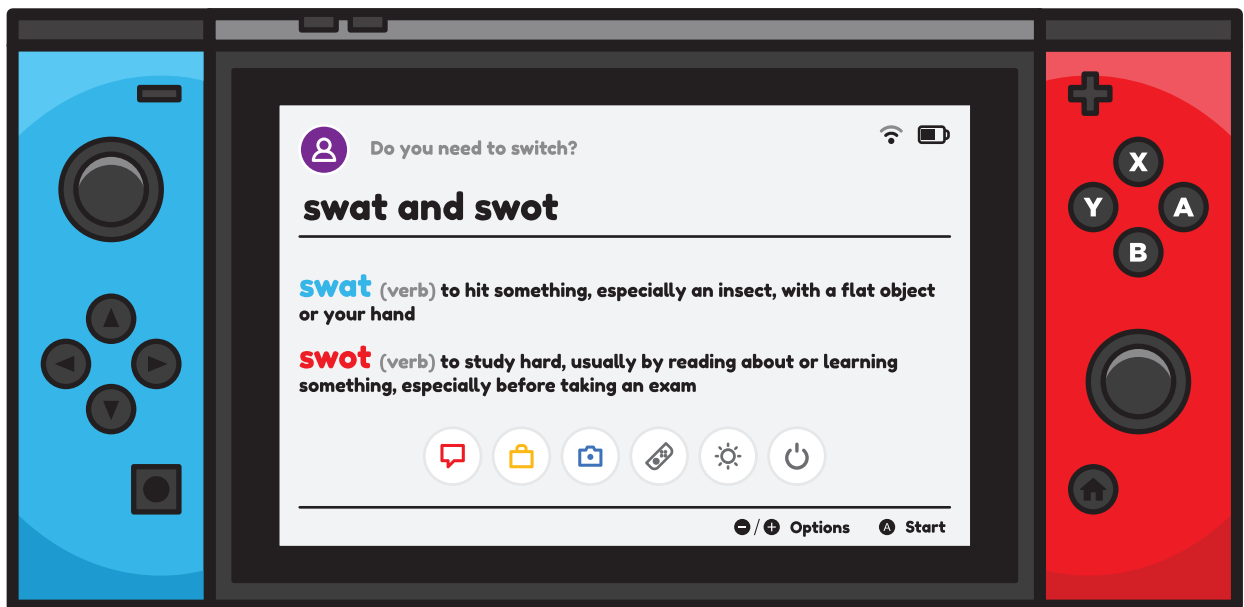 Do you need to switch?
swat and swot
X
Y
A
B
swat (verb) to hit something, especially an insect, with a flat object
or your hand
swot (verb) to study hard, usually by reading about or learning
something, especially before taking an exam
-/+ Options A Start